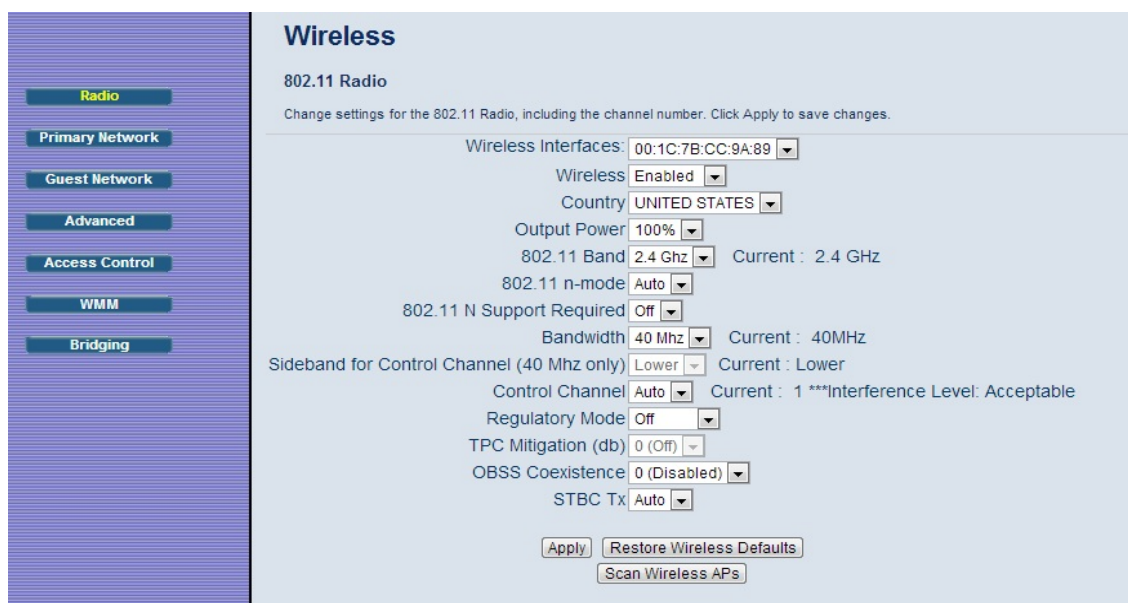 Radio
Primary Network
Guest Network
Advanced
Access Control
WMM
Bridging
Wireless
802.11 Radio
Change settings for the 802.11 Radio, including the channel number. Click Apply to save changes.
Wireless Interfaces: 00:1C:7B:CC:9A:89
Wireless Enabled
Country UNITED STATES
Output Power 100%
802.11 Band 2.4 Ghz Current : 2.4 GHz
802.11 n-mode Auto
802.11 N Support Required Off
Bandwidth 40 Mhz Current : 40MHz
Sideband for Control Channel (40 Mhz only) Lower Current : Lower
Control Channel Auto Current : 1 ***Interference Level: Acceptable
Regulatory Mode Off
TPC Mitigation (db) 0 (Off)
OBSS Coexistence 0 (Disabled)
STBC Tx Auto
Apply Restore Wireless Defaults
Scan Wireless APs